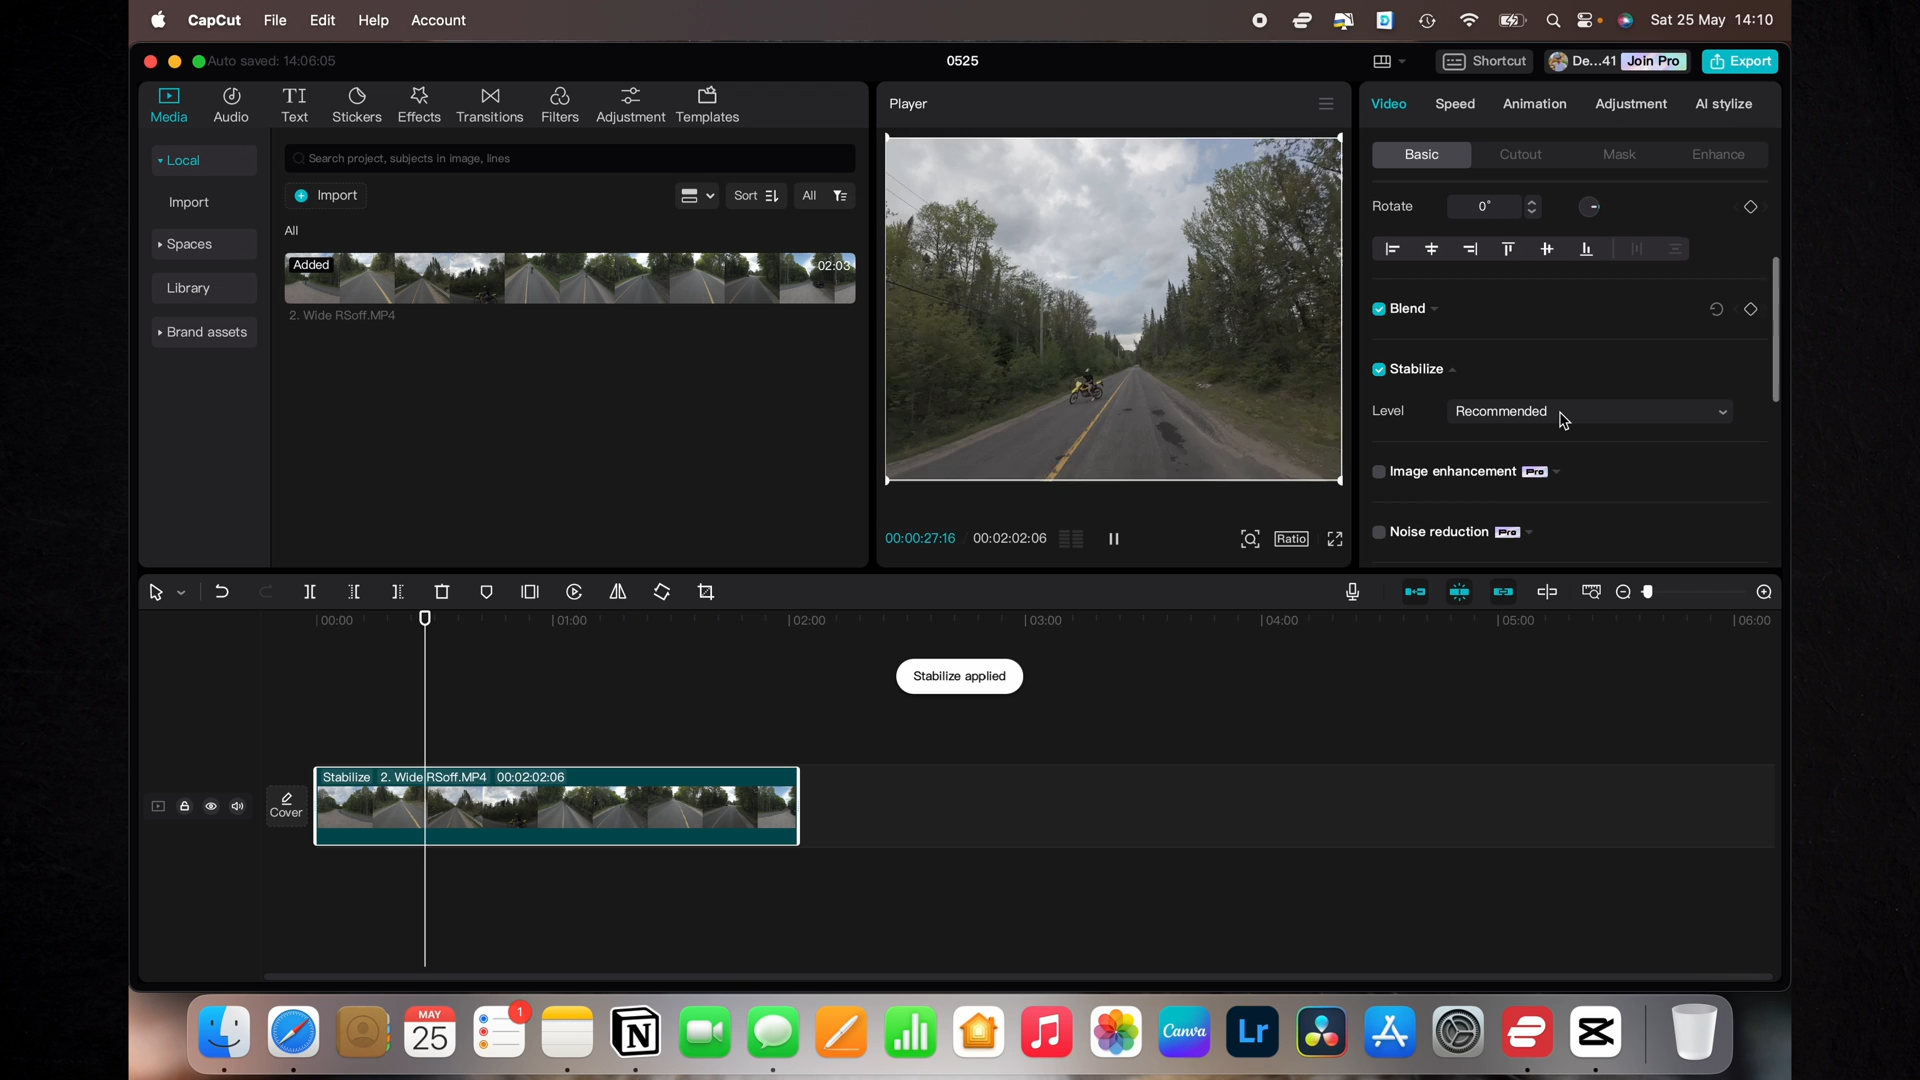 CapCut File Edit Help Account Sat 25 May 14:10
Auto saved: 14:06:05 0525 Shortcut De...41 Join Pro Export
Media Audio Text Stickers Effects Transitions Filters Adjustment Templates
Local
Import
Spaces
Library
Brand assets
Search project, subjects in image, lines
Import Sort All
All
Added 02:03
2. Wide RSoff.MP4
Player
00:00:27:16 00:02:02:06 Ratio
Video Speed Animation Adjustment AI stylize
Basic Cutout Mask Enhance
Rotate 0°
Blend
Stabilize
Level Recommended
Image enhancement Pro
Noise reduction Pro
00:00 01:00 02:00 03:00 04:00 05:00 06:00
Stabilize applied
Cover
Stabilize 2. Wide RSoff.MP4 00:02:02:06
MAY
25
1
Canva
Lr